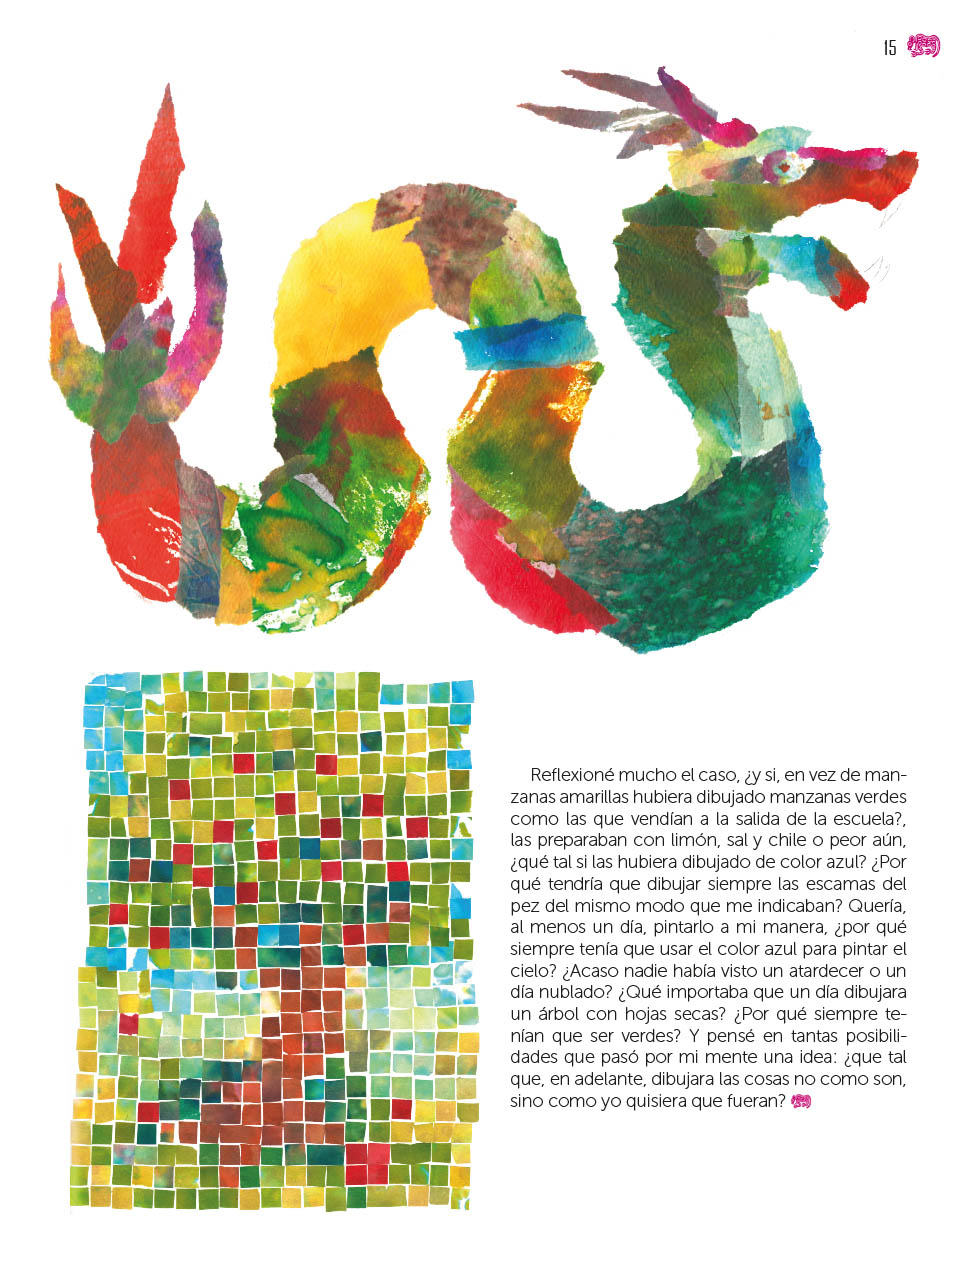 15
Reflexioné mucho el caso, ¿y si, en vez de man-
zanas amarillas hubiera dibujado manzanas verdes
como las que vendían a la salida de la escuela?,
las preparaban con limón, sal y chile o peor aún,
¿qué tal si las hubiera dibujado de color azul? ¿Por
qué tendría que dibujar siempre las escamas del
pez del mismo modo que me indicaban? Quería,
al menos un día, pintarlo a mi manera, ¿por qué
siempre tenía que usar el color azul para pintar el
cielo? ¿Acaso nadie había visto un atardecer o un
día nublado? ¿Qué importaba que un día dibujara
un árbol con hojas secas? ¿Por qué siempre te-
nían que ser verdes? Y pensé en tantas posibili-
dades que pasó por mi mente una idea: ¿que tal
que, en adelante, dibujara las cosas no como son,
sino como yo quisiera que fueran?